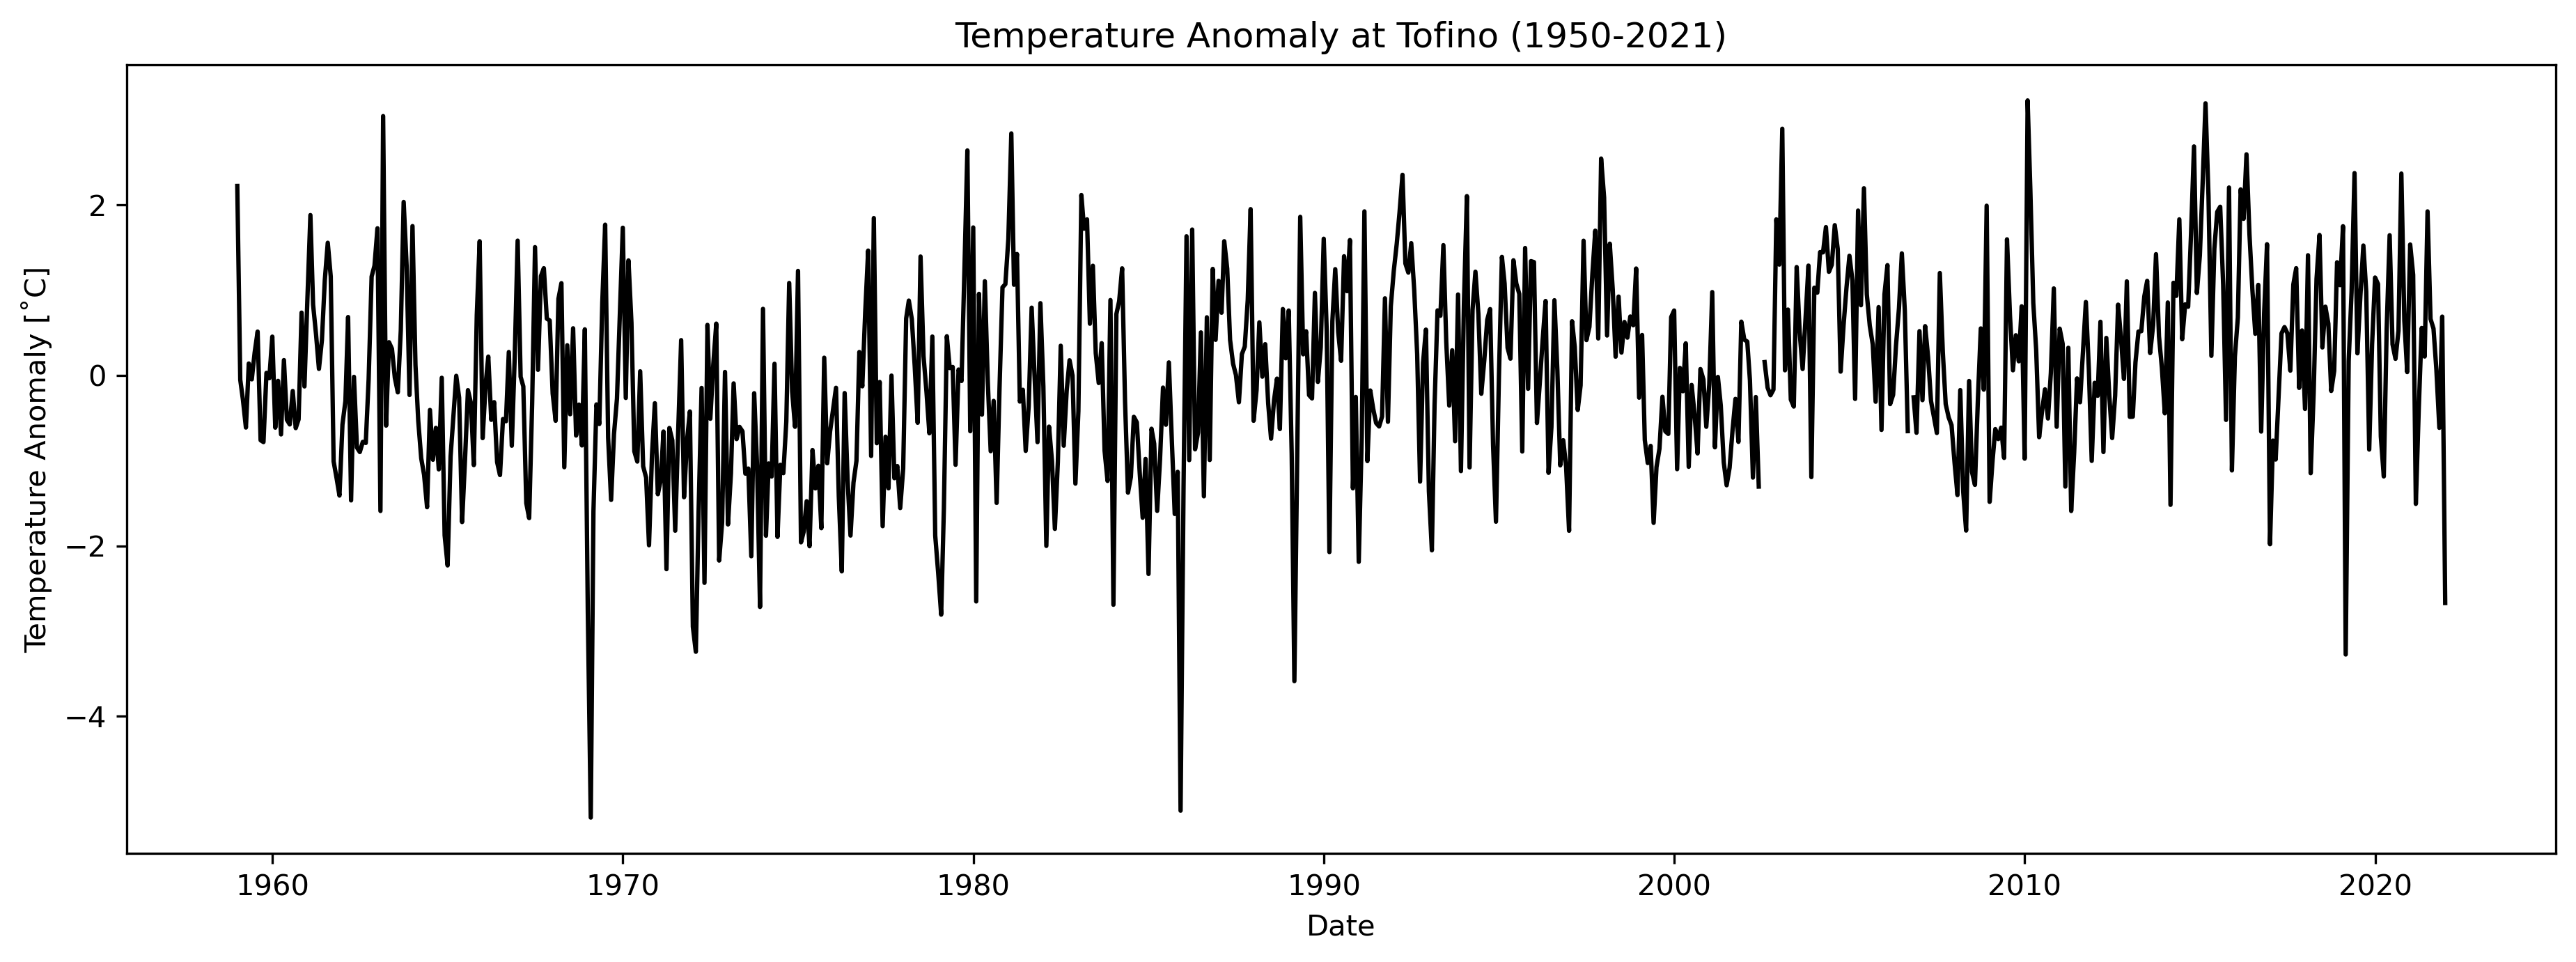 Temperature Anomaly at Tofino (1950-2021)
Temperature Anomaly [˚C]
2
0
−2
−4
1960 1970 1980 1990 2000 2010 2020
Date